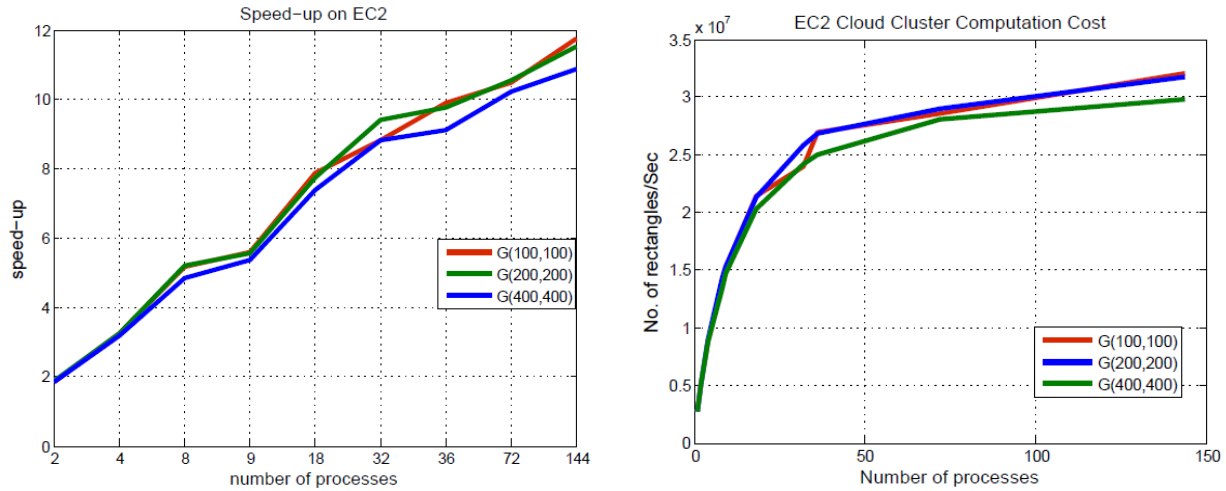 Speed-up on EC2
12
10
8
6
4
2
0
speed-up
2 4 8 9 18 32 36 72 144
number of processes
G(100,100)
G(200,200)
G(400,400)
EC2 Cloud Cluster Computation Cost
x 10^7
3.5
3
2.5
2
1.5
1
0.5
0
No. of rectangles/Sec
0 50 100 150
Number of processes
G(100,100)
G(200,200)
G(400,400)